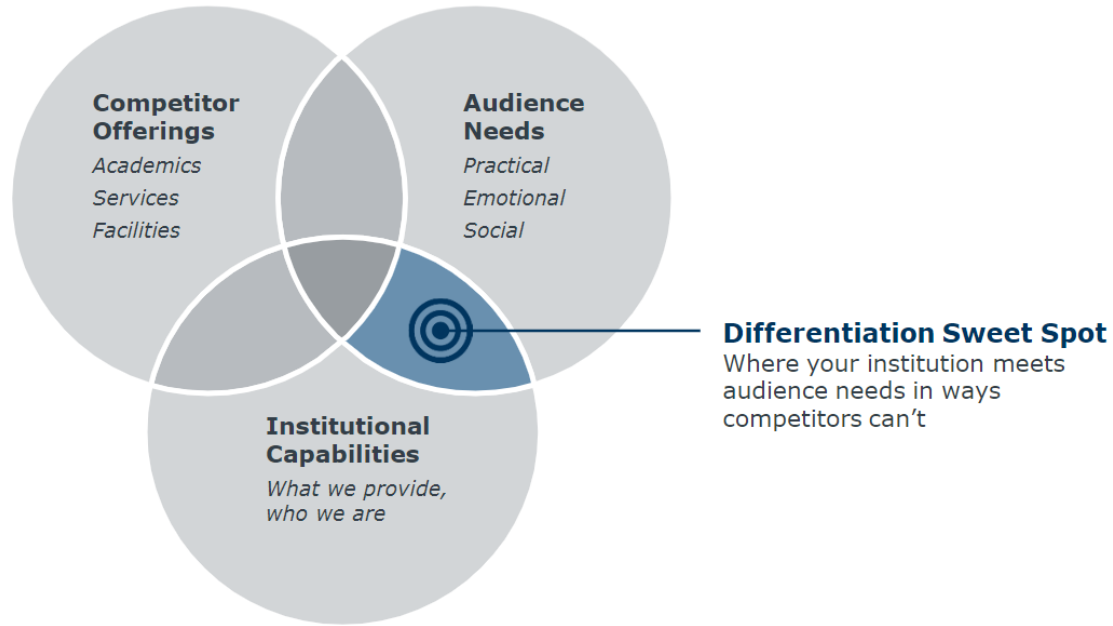 Competitor
Offerings
Academics
Services
Facilities
Audience
Needs
Practical
Emotional
Social
Differentiation Sweet Spot
Where your institution meets
audience needs in ways
competitors can’t
Institutional
Capabilities
What we provide,
who we are